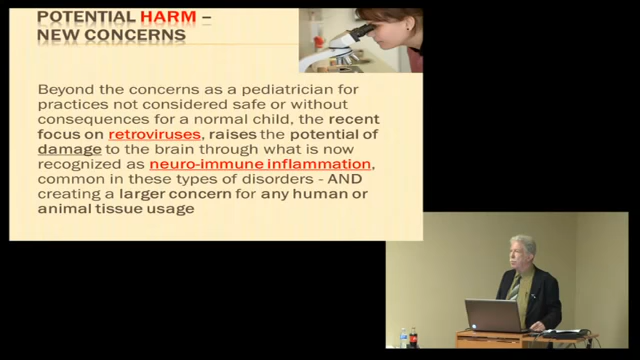 POTENTIAL HARM –
NEW CONCERNS
Beyond the concerns as a pediatrician for
practices not considered safe or without
consequences for a normal child, the recent
focus on retroviruses, raises the potential of
damage to the brain through what is now
recognized as neuro-immune inflammation,
common in these types of disorders - AND
creating a larger concern for any human or
animal tissue usage